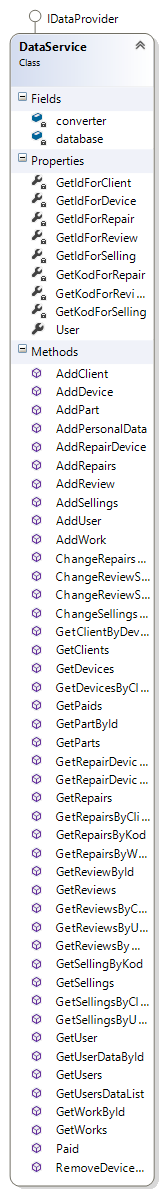 IDataProvider
DataService
Class
Fields
converter
database
Properties
GetIdForClient
GetIdForDevice
GetIdForRepair
GetIdForReview
GetIdForSelling
GetKodForRepair
GetKodForRevi...
GetKodForSelling
User
Methods
AddClient
AddDevice
AddPart
AddPersonalData
AddRepairDevice
AddRepairs
AddReview
AddSellings
AddUser
AddWork
ChangeRepairs...
ChangeReviewS...
ChangeReviewS...
ChangeSellings...
GetClientByDev...
GetClients
GetDevices
GetDevicesByCl...
GetPaids
GetPartById
GetParts
GetRepairDevic...
GetRepairDevic...
GetRepairs
GetRepairsByCli...
GetRepairsByKod
GetRepairsByW...
GetReviewById
GetReviews
GetReviewsByC...
GetReviewsByU...
GetReviewsBy...
GetSellingByKod
GetSellings
GetSellingsByCl...
GetSellingsByU...
GetUser
GetUserDataById
GetUsers
GetUsersDataList
GetWorkById
GetWorks
Paid
RemoveDevice...